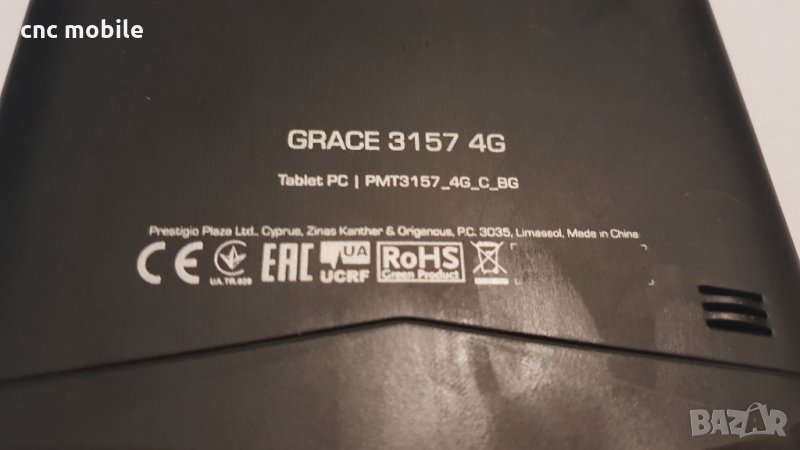 cnc mobile
GRACE 3157 4G
Tablet PC | PMT3157_4G_C_BG
Prestigio Plaza Ltd., Cyprus, Zinas Kanther & Origenous, P.C. 3035, Limassol, Made in China
CE UA.TR.028 EAC UA UCRF RoHS Green Product
BAZAR